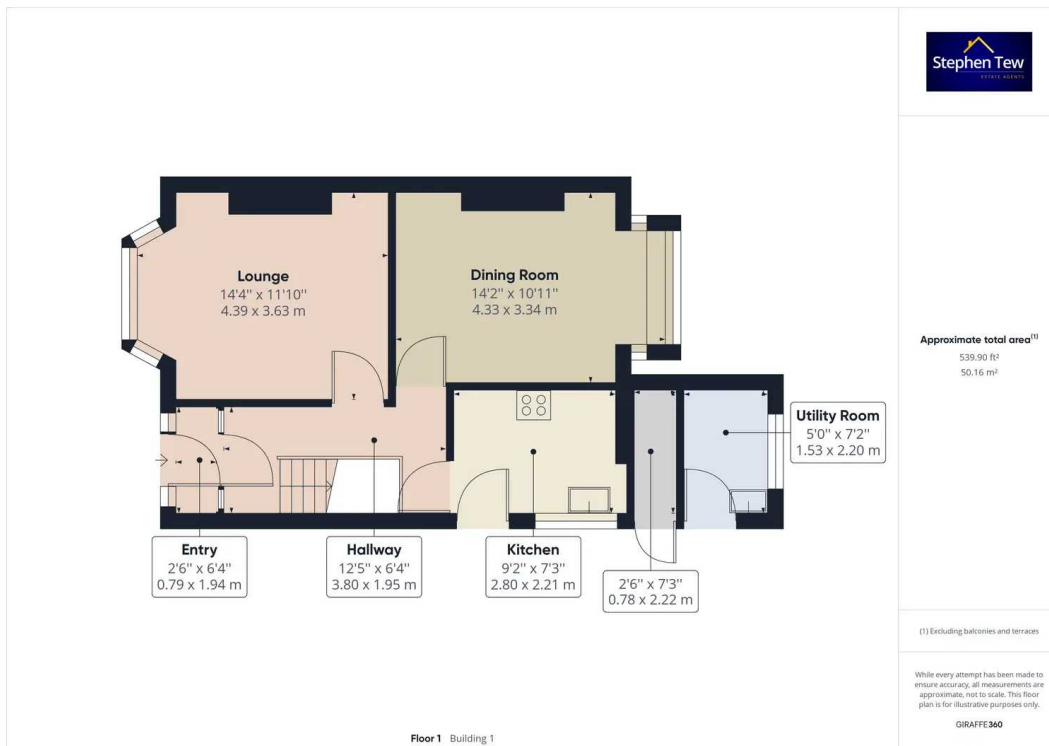 Stephen Tew
ESTATE AGENTS
Lounge
14'4" x 11'10"
4.39 x 3.63 m
Dining Room
14'2" x 10'11"
4.33 x 3.34 m
Approximate total area(1)
539.90 ft²
50.16 m²
Utility Room
5'0" x 7'2"
1.53 x 2.20 m
Entry
2'6" x 6'4"
0.79 x 1.94 m
Hallway
12'5" x 6'4"
3.80 x 1.95 m
Kitchen
9'2" x 7'3"
2.80 x 2.21 m
2'6" x 7'3"
0.78 x 2.22 m
(1) Excluding balconies and terraces
While every attempt has been made to
ensure accuracy, all measurements are
approximate, not to scale. This floor
plan is for illustrative purposes only.
GIRAFFE360
Floor 1 Building 1